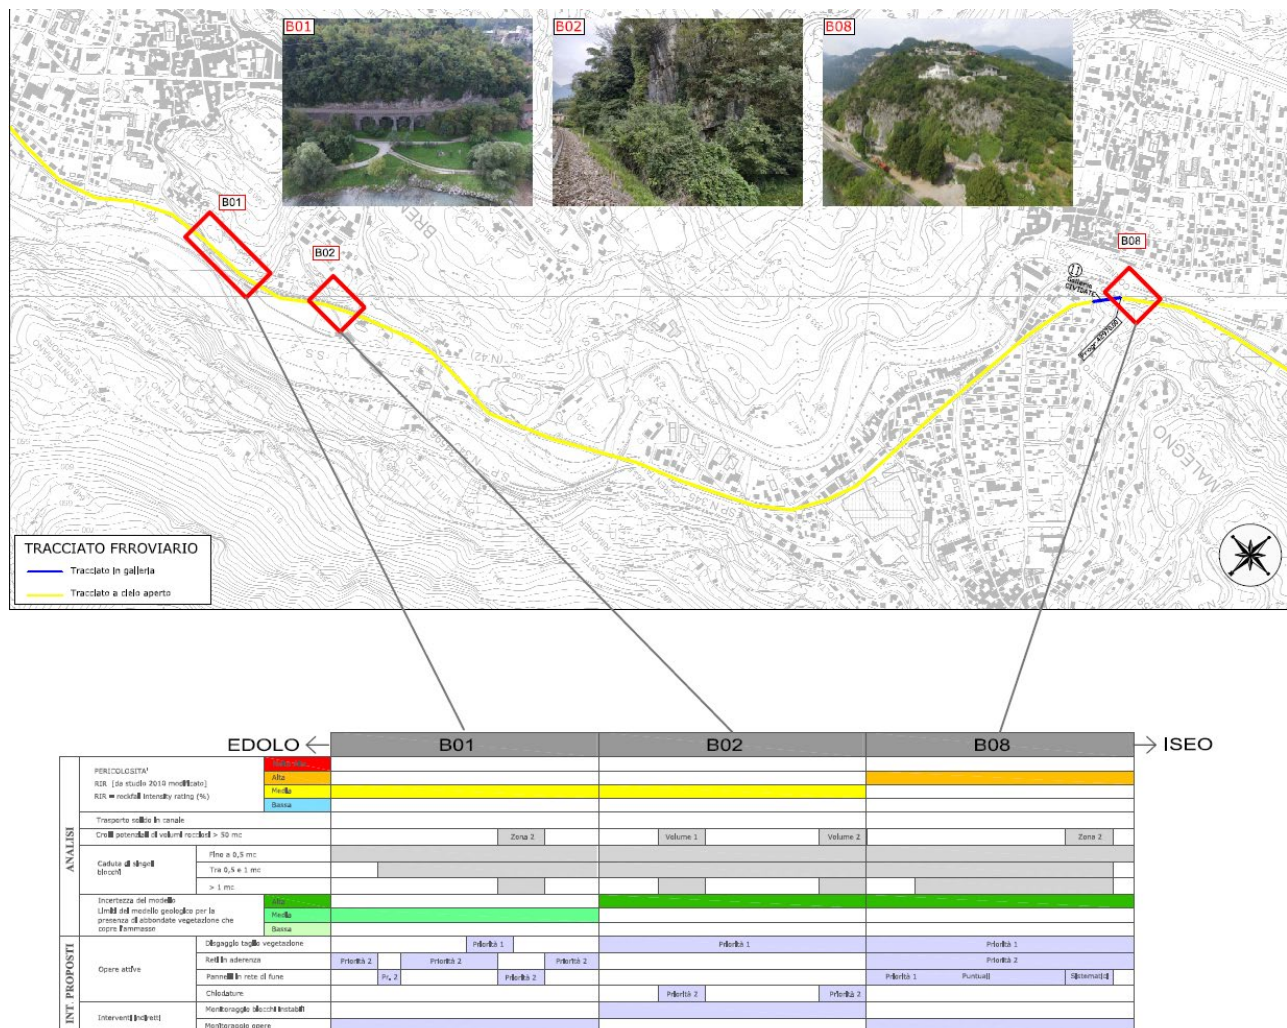 B01
B02
B08
B01
B02
B08
11
Galleria
CIVIDATE
MALEGNO
TRACCIATO FRROVIARIO
Tracciato in galleria
Tracciato a cielo aperto
EDOLO
B01
B02
B08
ISEO
ANALISI
PERICOLOSITA'
RIR (da studio 2019 modificato)
RIR = rockfall intensity rating (%)
Alta
Media
Bassa
Trasporto solido in canale
Crolli potenziali di volumi rocciosi > 50 mc
Zona 2
Volume 1
Volume 2
Zona 2
Caduta di singoli
blocchi
Fino a 0,5 mc
Tra 0,5 e 1 mc
> 1 mc
Incertezza del modello
Limiti del modello geologico per la
presenza di abbondate vegetazione che
copre l'ammasso
Alta
Media
Bassa
INT. PROPOSTI
Opere attive
Disgaggio taglio vegetazione
Priorità 1
Priorità 1
Priorità 1
Reti in aderenza
Priorità 2
Priorità 2
Priorità 2
Priorità 2
Pannelli in rete di fune
Pr. 2
Priorità 2
Priorità 1
Puntuali
Sistematici
Chiodature
Priorità 2
Priorità 2
Interventi indiretti
Monitoraggio blocchi instabili
Monitoraggio opere